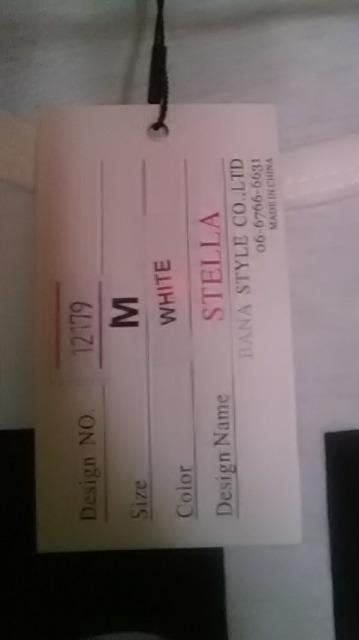 Design NO. 12179
Size M
Color WHITE
Design Name STELLA
BANA STYLE CO.,LTD
06-6766-6631
MADE IN CHINA